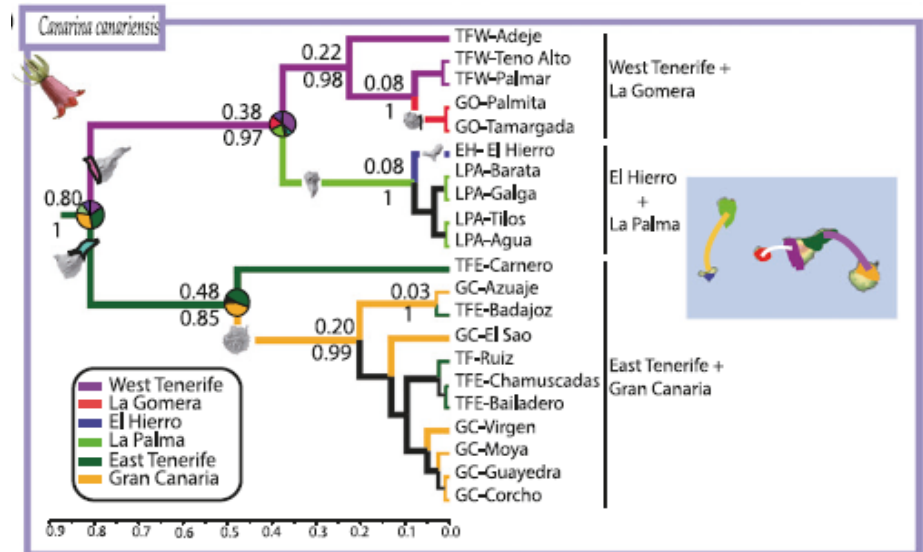 Canarina canariensis
TFW-Adeje
TFW-Teno Alto
TFW-Palmar
GO-Palmita
GO-Tamargada
EH- El Hierro
LPA-Barata
LPA-Galga
LPA-Tilos
LPA-Agua
TFE-Carnero
GC-Azuaje
TFE-Badajoz
GC-El Sao
TF-Ruiz
TFE-Chamuscadas
TFE-Bailadero
GC-Virgen
GC-Moya
GC-Guayedra
GC-Corcho
West Tenerife +
La Gomera
El Hierro
+
La Palma
East Tenerife +
Gran Canaria
0.22
0.98
0.08
1
0.38
0.97
0.08
1
0.80
1
0.48
0.85
0.03
1
0.20
0.99
West Tenerife
La Gomera
El Hierro
La Palma
East Tenerife
Gran Canaria
0.9 0.8 0.7 0.6 0.5 0.4 0.3 0.2 0.1 0.0